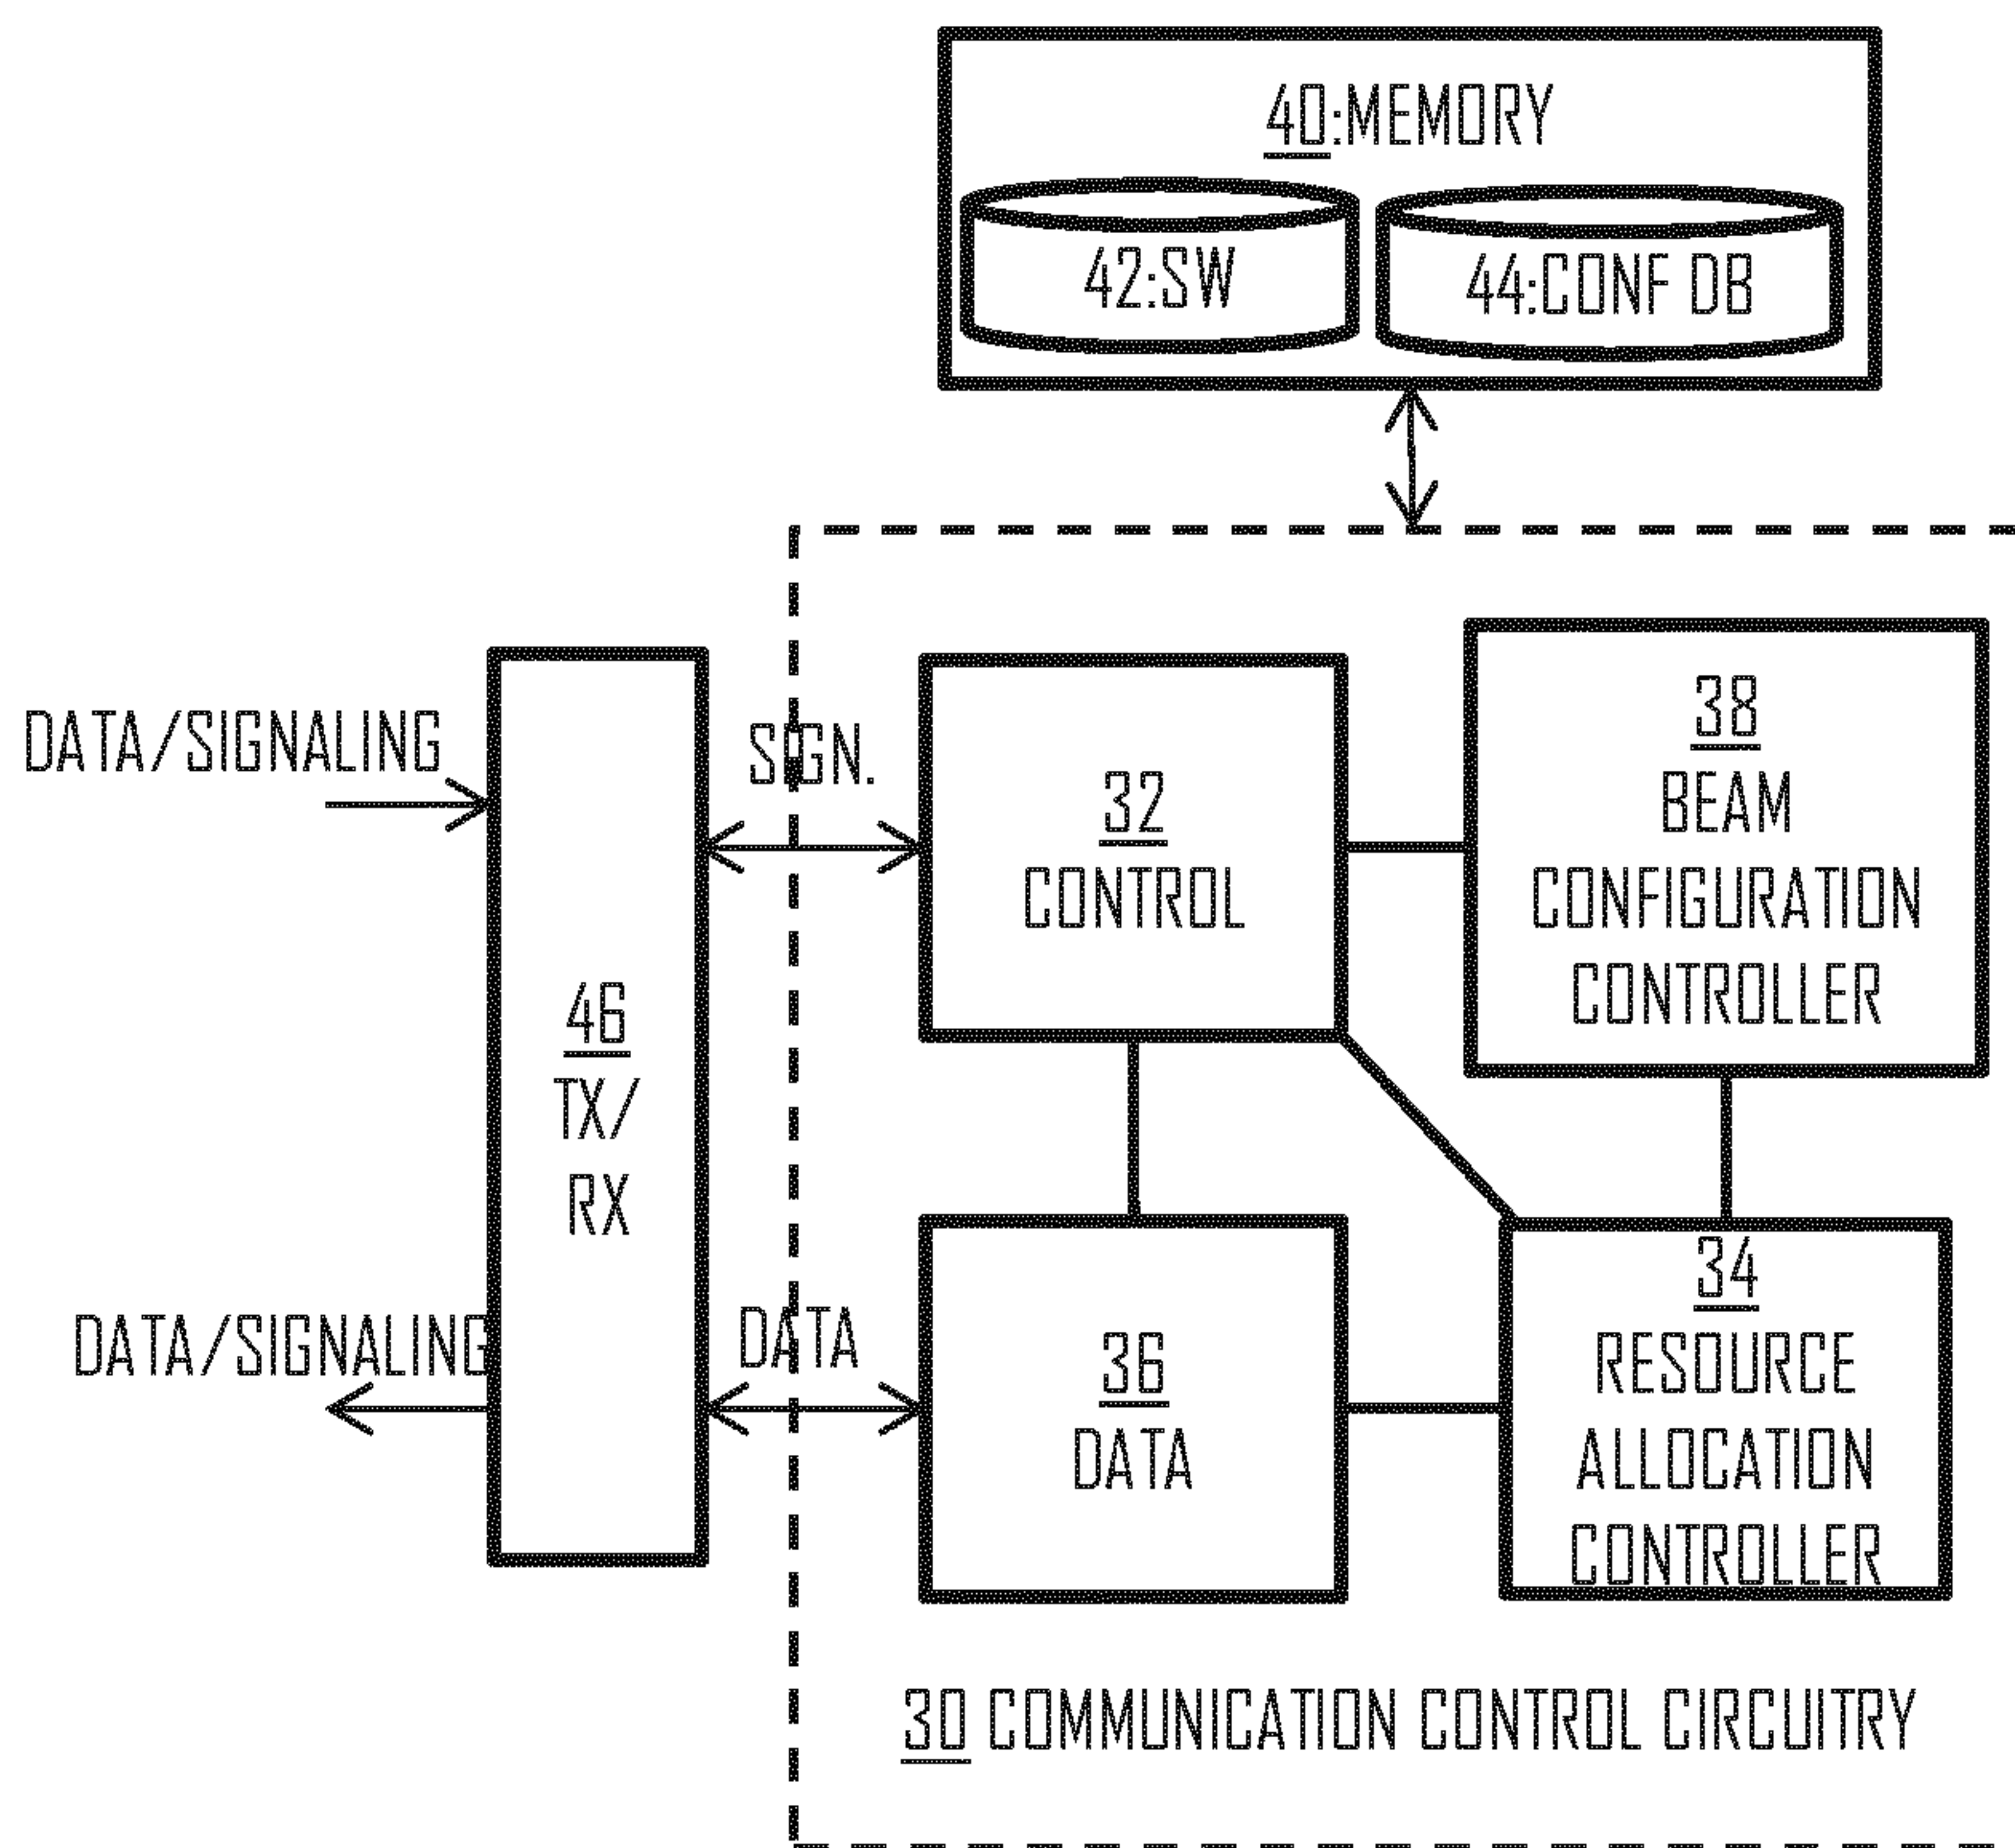 40:MEMORY
42:SW
44:CONF DB
DATA/SIGNALING
SIGN.
32
CONTROL
38
BEAM
CONFIGURATION
CONTROLLER
46
TX/
RX
DATA/SIGNALING
DATA
36
DATA
34
RESOURCE
ALLOCATION
CONTROLLER
30 COMMUNICATION CONTROL CIRCUITRY